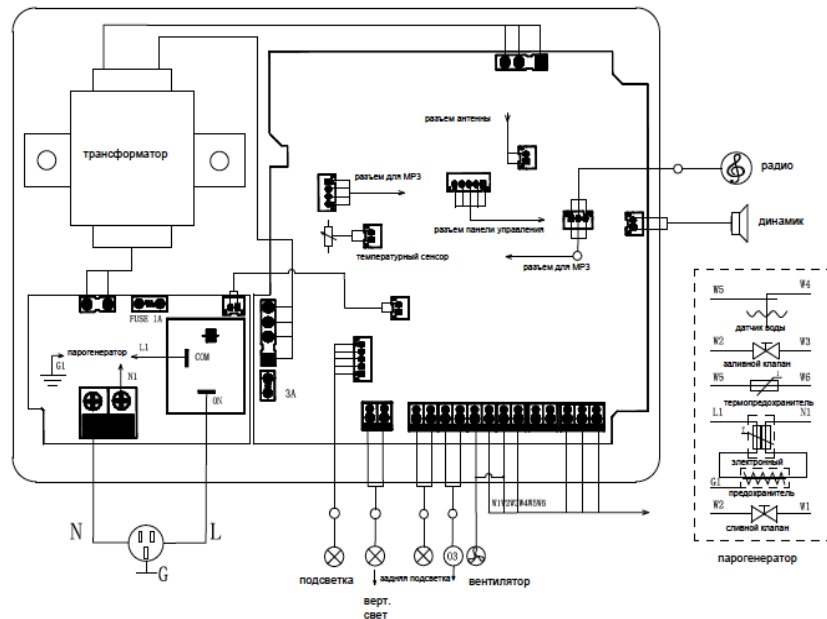 трансформатор
разъем антенны
разъем для MP3
радио
разъем панели управления
динамик
температурный сенсор
разъем для MP3
FUSE 1A
парогенератор
L1
G1
COM
N1
ON
3A
W5
W4
датчик воды
W2
W3
заливной клапан
W5
W6
термопредохранитель
L1
N1
электронный
G1
предохранитель
W2
W1
сливной клапан
парогенератор
W1W2W3W4W5W6
N
L
G
O3
подсветка
задняя подсветка
вентилятор
верт.
свет